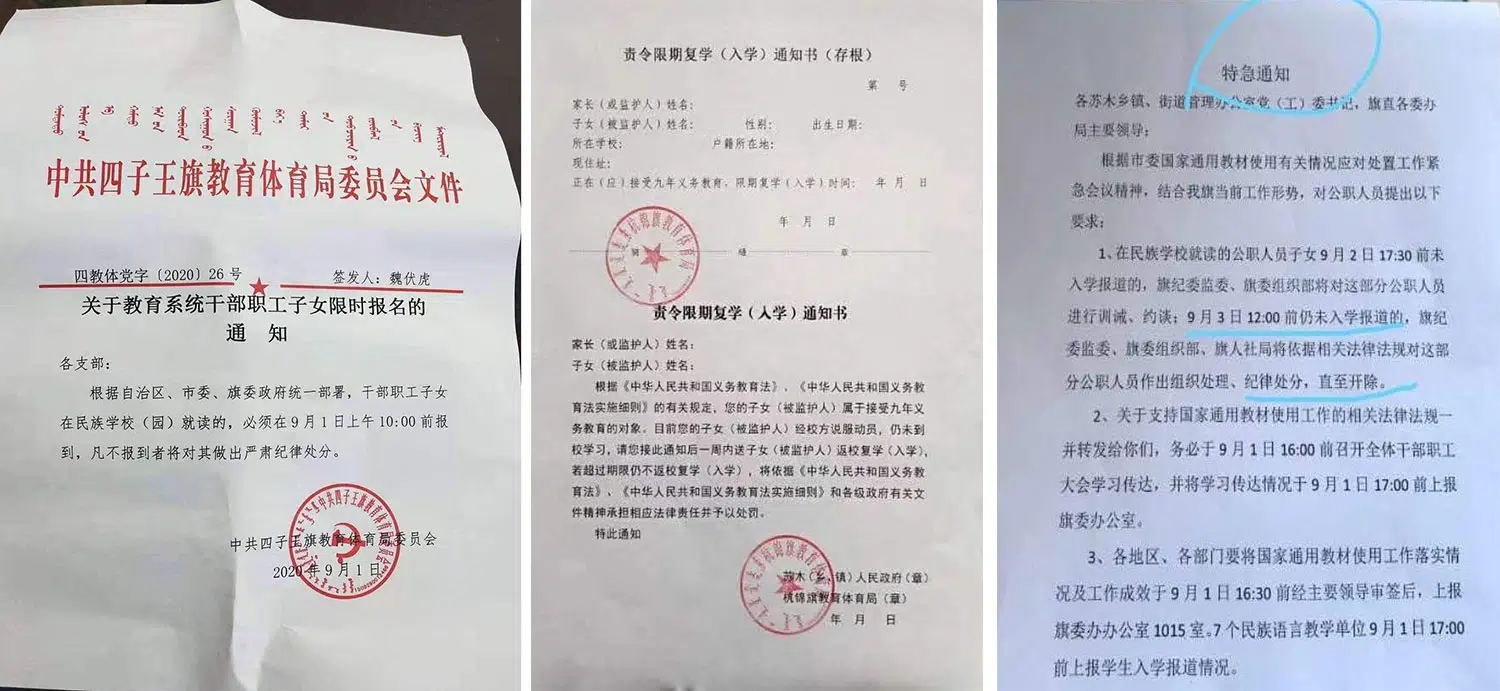 中共四子王旗教育体育局委员会文件
四教体党字〔2020〕26号
签发人：魏伏虎
关于教育系统干部职工子女限时报名的
通 知
各支部：
根据自治区、市委、旗委政府统一部署，干部职工子女
在民族学校（园）就读的，必须在9月1日上午10:00前报
到，凡不报到者将对其做出严肃纪律处分。
中共四子王旗教育体育局委员会
2020年9月1日
责令限期复学（入学）通知书（存根）
第 号
家长（或监护人）姓名：
子女（被监护人）姓名： 性别： 出生日期：
所在学校： 户籍所在地：
现住址：
正在（应）接受九年义务教育、限期复学（入学）时间： 年 月 日
年 月 日
杭锦旗教育体育局
责令限期复学（入学）通知书
家长（或监护人）姓名：
子女（被监护人）姓名：
根据《中华人民共和国义务教育法》、《中华人民共和国义务教
育法实施细则》的有关规定，您的子女（被监护人）属于接受九年义
务教育的对象。目前您的子女（被监护人）经校方说服动员，仍未到
校学习，请您接此通知后一周内送子女（被监护人）返校复学（入学），
若超过期限仍不返校复学（入学），将依据《中华人民共和国义务教
育法》、《中华人民共和国义务教育法实施细则》和各级政府有关文
件精神承担相应法律责任并予以处罚。
特此通知
苏木（乡、镇）人民政府（章）
杭锦旗教育体育局（章）
年 月 日
特急通知
各苏木乡镇、街道管理办公室党（工）委书记，旗直各委办
局主要领导：
根据市委国家通用教材使用有关情况应对处置工作紧
急会议精神，结合我旗当前工作形势，对公职人员提出以下
要求：
1、在民族学校就读的公职人员子女9月2日17:30前未
入学报道的，旗纪委监委、旗委组织部将对这部分公职人员
进行训诫、约谈；9月3日12:00前仍未入学报道的，旗纪
委监委、旗委组织部、旗人社局将依据相关法律法规对这部
分公职人员作出组织处理、纪律处分，直至开除。
2、关于支持国家通用教材使用工作的相关法律法规一
并转发给你们，务必于9月1日16:00前召开全体干部职工
大会学习传达，并将学习传达情况于9月1日17:00前上报
旗委办公室。
3、各地区、各部门要将国家通用教材使用工作落实情
况及工作成效于9月1日16:30前经主要领导审签后，上报
旗委办办公室1015室。7个民族语言教学单位9月1日17:00
前上报学生入学报道情况。